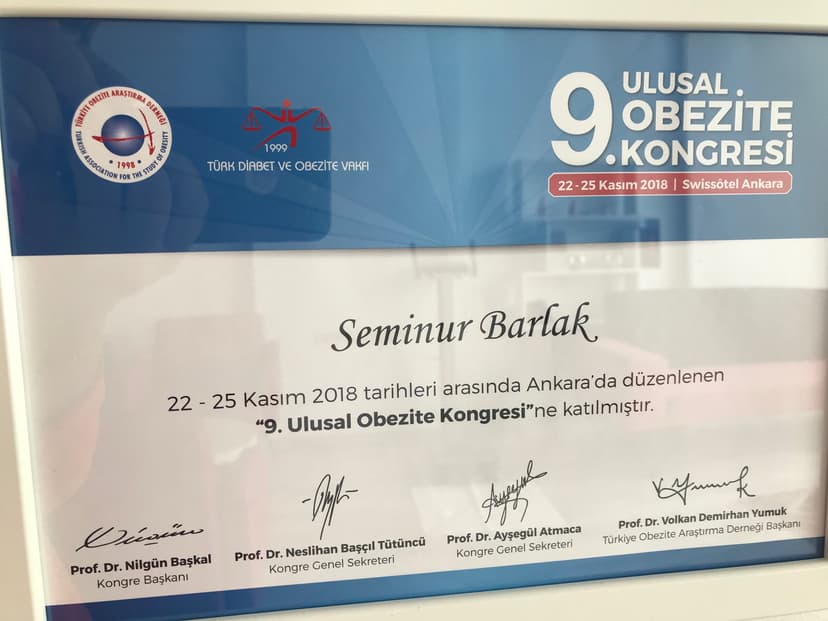 TÜRKİYE OBEZİTE ARAŞTIRMA DERNEĞİ
• 1998 •
TURKISH ASSOCIATION FOR THE STUDY OF OBESITY
1999
TÜRK DİABET VE OBEZİTE VAKFI
9. ULUSAL
OBEZİTE
KONGRESİ
22 - 25 Kasım 2018 | Swissôtel Ankara
Seminur Barlak
22 - 25 Kasım 2018 tarihleri arasında Ankara'da düzenlenen
“9. Ulusal Obezite Kongresi”ne katılmıştır.
Prof. Dr. Nilgün Başkal
Kongre Başkanı
Prof. Dr. Neslihan Başçıl Tütüncü
Kongre Genel Sekreteri
Prof. Dr. Ayşegül Atmaca
Kongre Genel Sekreteri
Prof. Dr. Volkan Demirhan Yumuk
Türkiye Obezite Araştırma Derneği Başkanı